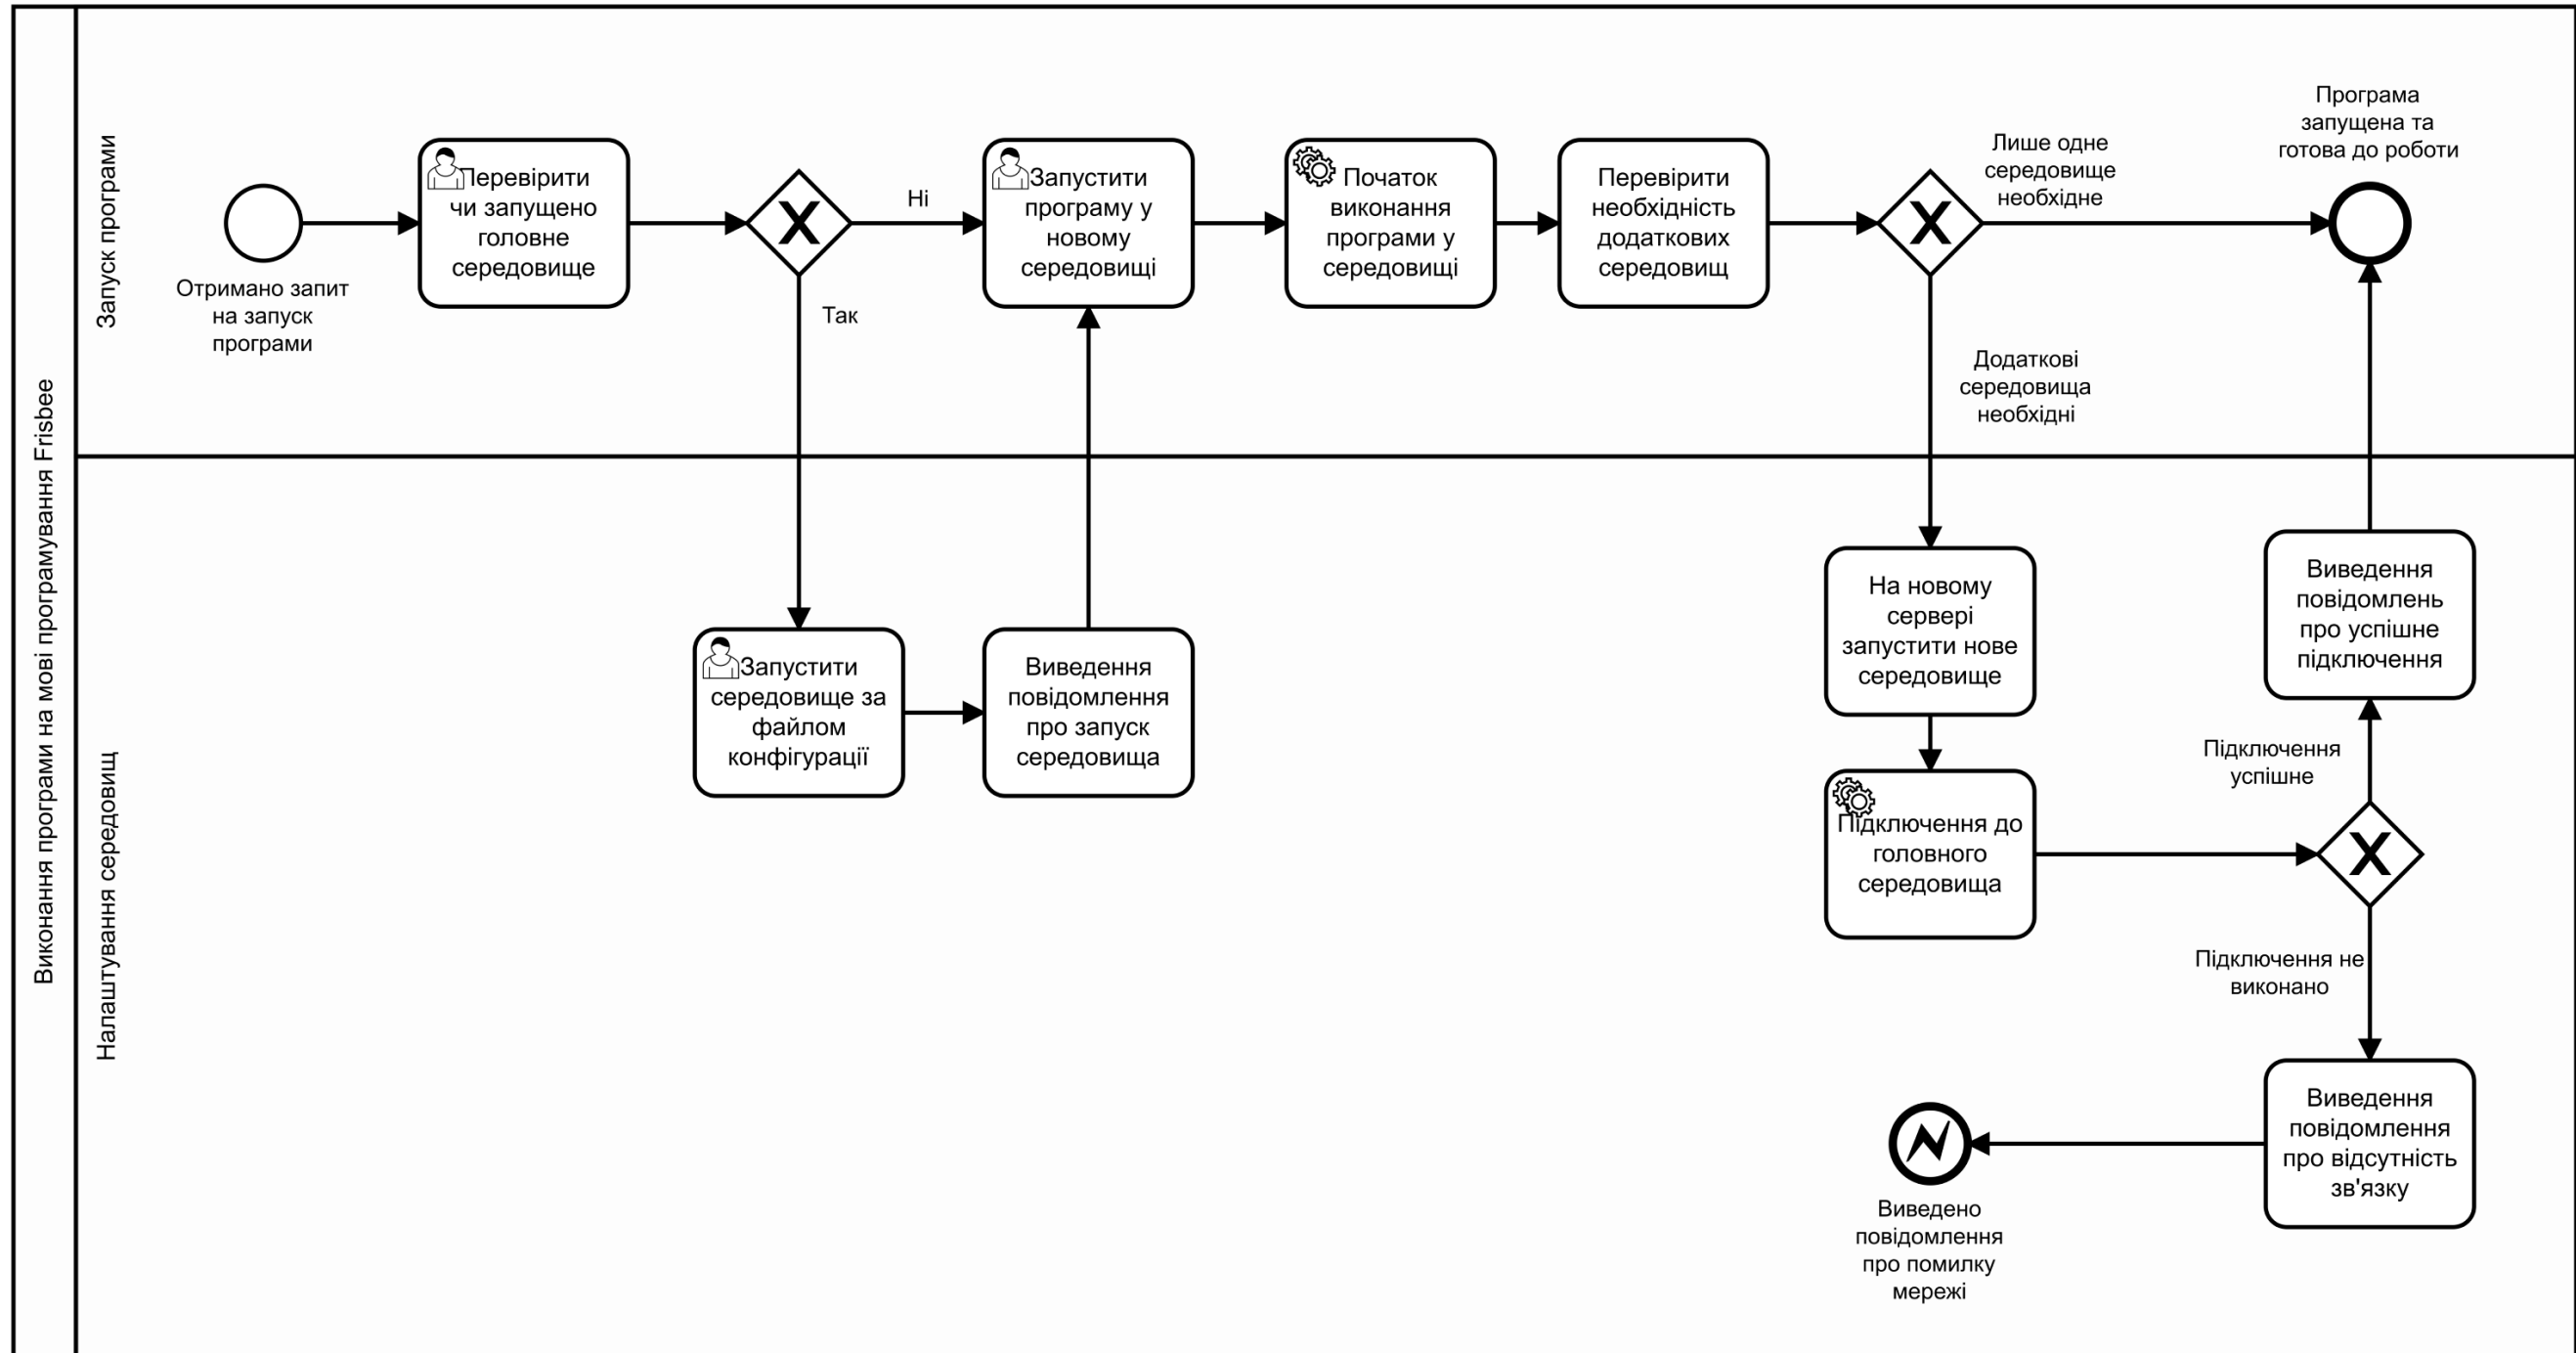 Виконання програми на мові програмування Frisbee
Запуск програми
Отримано запит
на запуск
програми
Перевірити
чи запущено
головне
середовище
Ні
Так
Запустити
програму у
новому
середовищі
Початок
виконання
програми у
середовищі
Перевірити
необхідність
додаткових
середовищ
Лише одне
середовище
необхідне
Додаткові
середовища
необхідні
Програма
запущена та
готова до роботи
Налаштування середовищ
Запустити
середовище за
файлом
конфігурації
Виведення
повідомлення
про запуск
середовища
На новому
сервері
запустити нове
середовище
Підключення до
головного
середовища
Підключення
успішне
Виведення
повідомлень
про успішне
підключення
Підключення не
виконано
Виведення
повідомлення
про відсутність
зв'язку
Виведено
повідомлення
про помилку
мережі